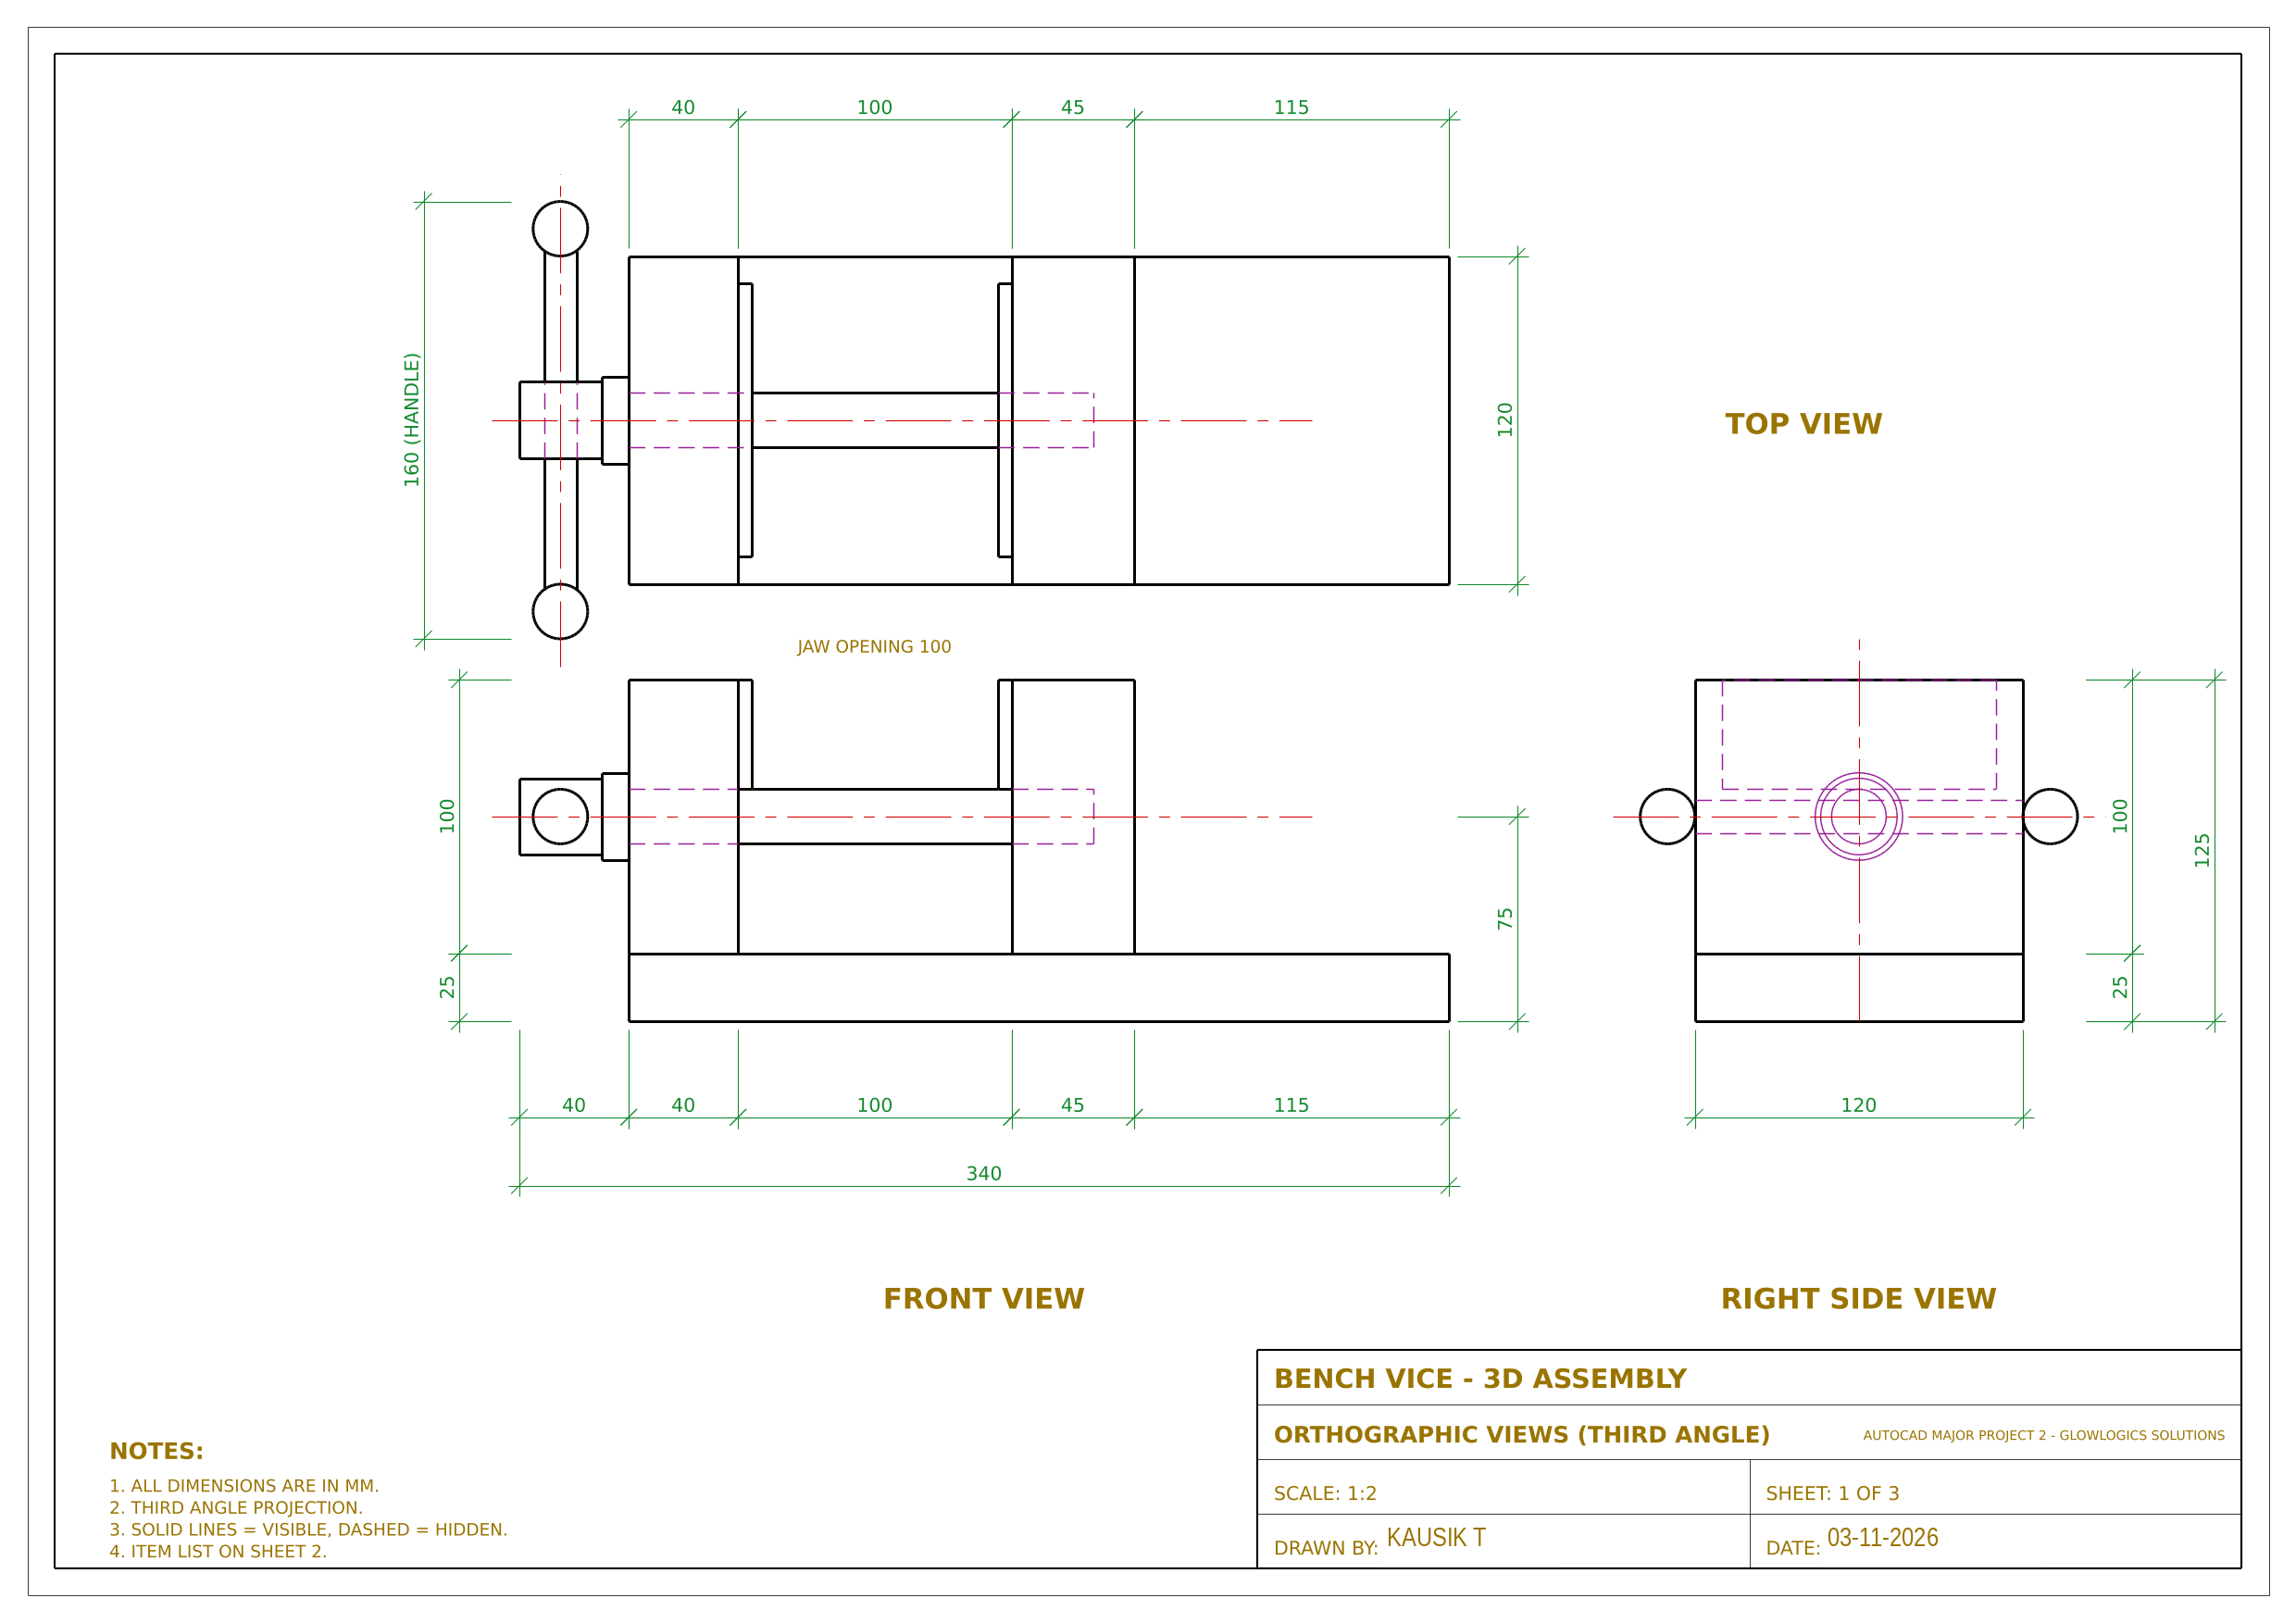 40 100 45 115
160 (HANDLE)
120
TOP VIEW
JAW OPENING 100
100
25
75
100
25
125
40 40 100 45 115
120
340
FRONT VIEW
RIGHT SIDE VIEW
BENCH VICE - 3D ASSEMBLY
ORTHOGRAPHIC VIEWS (THIRD ANGLE)
AUTOCAD MAJOR PROJECT 2 - GLOWLOGICS SOLUTIONS
SCALE: 1:2
SHEET: 1 OF 3
DRAWN BY: KAUSIK T
DATE: 03-11-2026
NOTES:
1. ALL DIMENSIONS ARE IN MM.
2. THIRD ANGLE PROJECTION.
3. SOLID LINES = VISIBLE, DASHED = HIDDEN.
4. ITEM LIST ON SHEET 2.